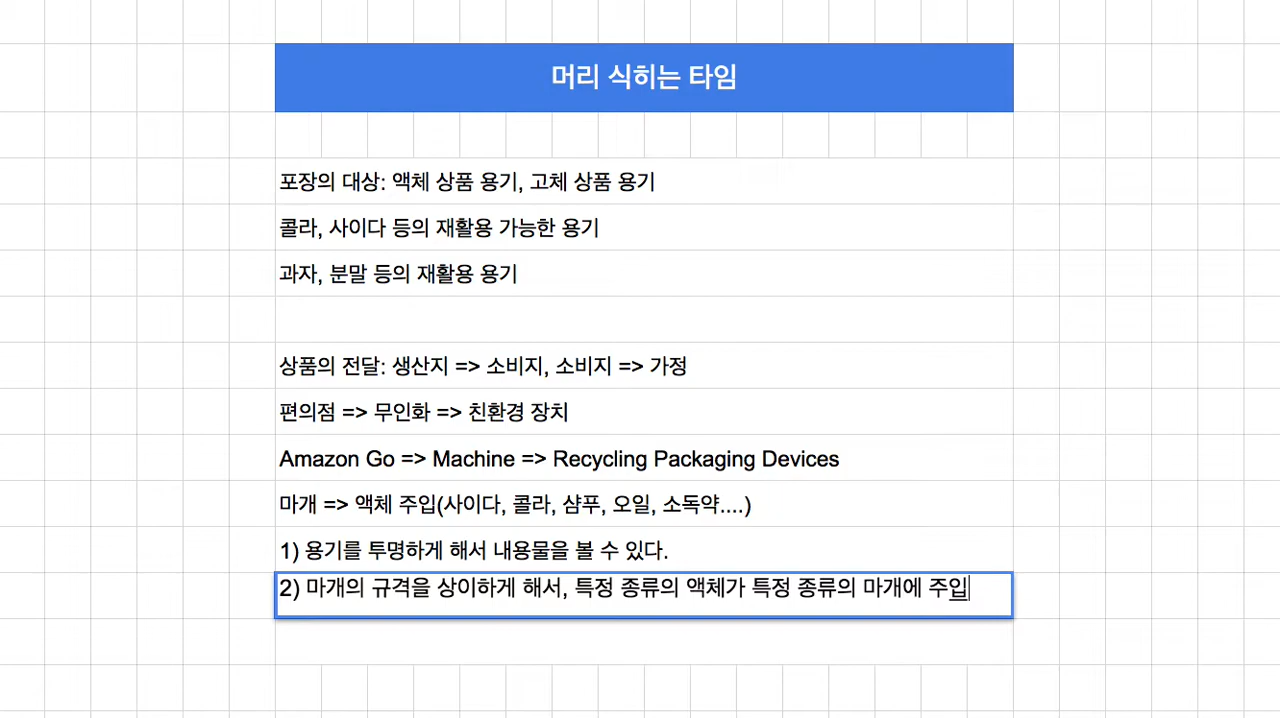 머리 식히는 타임
포장의 대상: 액체 상품 용기, 고체 상품 용기
콜라, 사이다 등의 재활용 가능한 용기
과자, 분말 등의 재활용 용기
상품의 전달: 생산지 => 소비지, 소비지 => 가정
편의점 => 무인화 => 친환경 장치
Amazon Go => Machine => Recycling Packaging Devices
마개 => 액체 주입(사이다, 콜라, 샴푸, 오일, 소독약....)
1) 용기를 투명하게 해서 내용물을 볼 수 있다.
2) 마개의 규격을 상이하게 해서, 특정 종류의 액체가 특정 종류의 마개에 주입